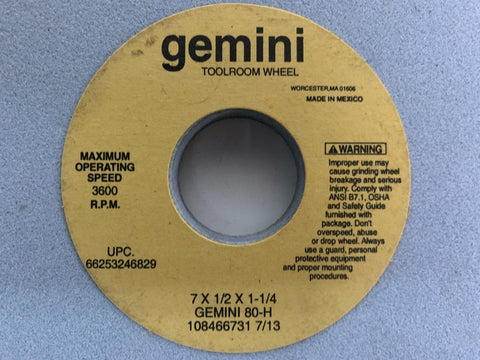 gemini
TOOLROOM WHEEL
WORCESTER,MA 01606
MADE IN MEXICO
MAXIMUM
OPERATING
SPEED
3600
R.P.M.
UPC.
66253246829
WARNING
Improper use may
cause grinding wheel
breakage and serious
injury. Comply with
ANSI B7.1, OSHA
and Safety Guide
furnished with
package. Don't
overspeed, abuse
or drop wheel. Always
use a guard, personal
protective equipment
and proper mounting
procedures.
7 X 1/2 X 1-1/4
GEMINI 80-H
108466731 7/13